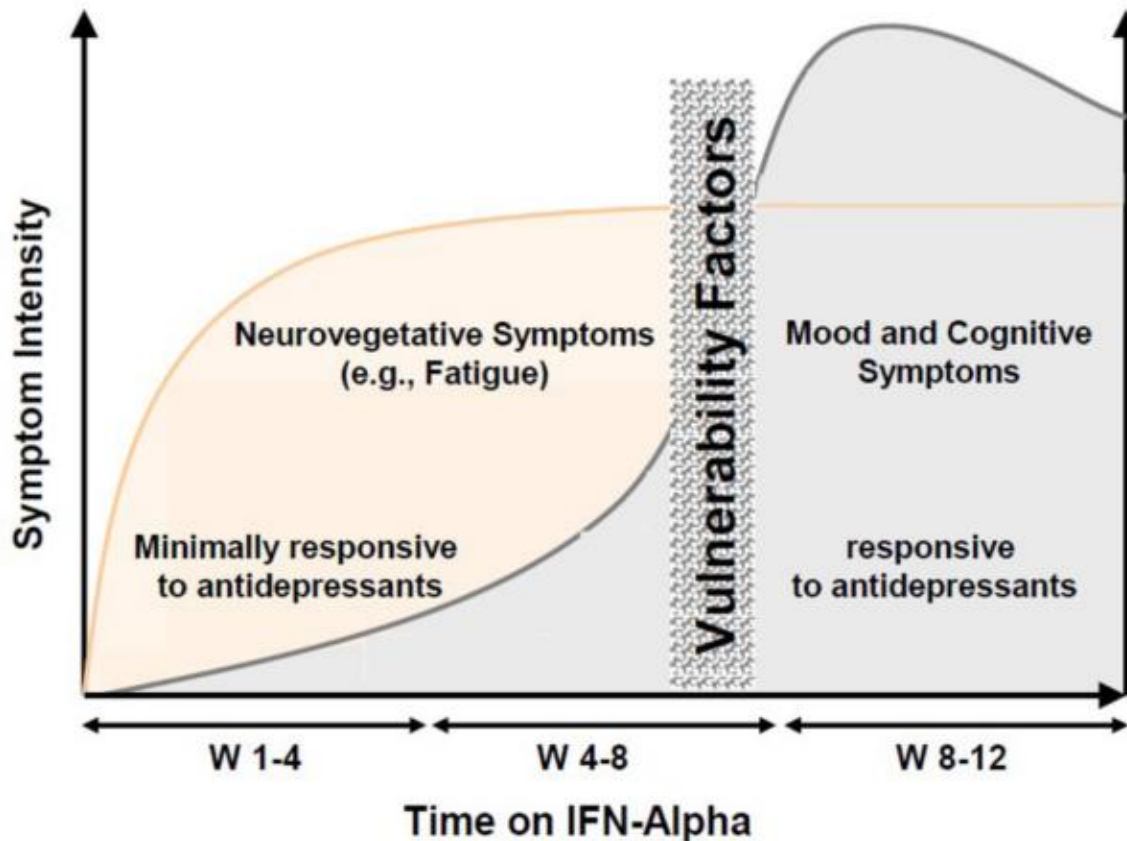 Symptom Intensity
Neurovegetative Symptoms
(e.g., Fatigue)
Minimally responsive
to antidepressants
Vulnerability Factors
Mood and Cognitive
Symptoms
responsive
to antidepressants
W 1-4
W 4-8
W 8-12
Time on IFN-Alpha